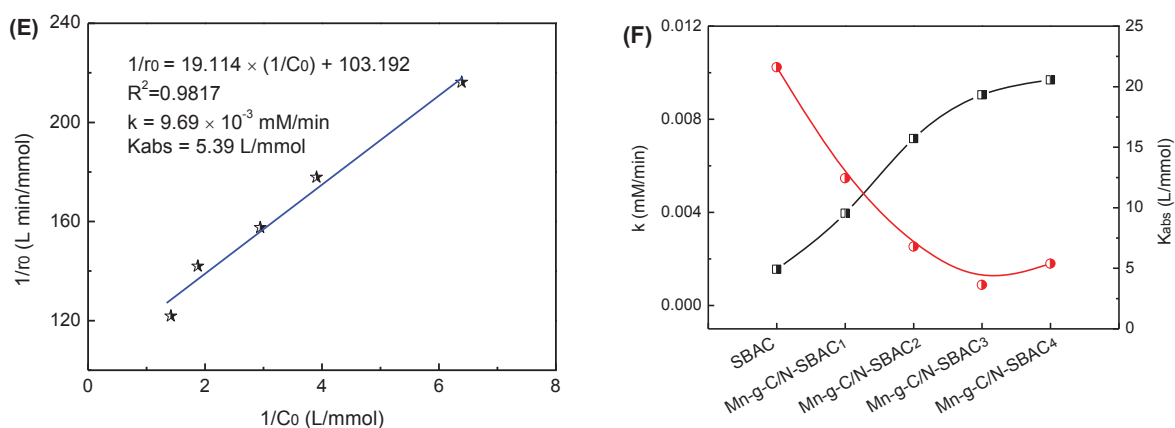 (E)
240
200
160
120
1/r0 (L min/mmol)
1/r0 = 19.114 × (1/C0) + 103.192
R²=0.9817
k = 9.69 × 10⁻³ mM/min
Kabs = 5.39 L/mmol
0 2 4 6 8
1/C0 (L/mmol)
(F)
0.012
0.008
0.004
0.000
k (mM/min)
25
20
15
10
5
0
Kabs (L/mmol)
SBAC
Mn-g-C/N-SBAC1
Mn-g-C/N-SBAC2
Mn-g-C/N-SBAC3
Mn-g-C/N-SBAC4